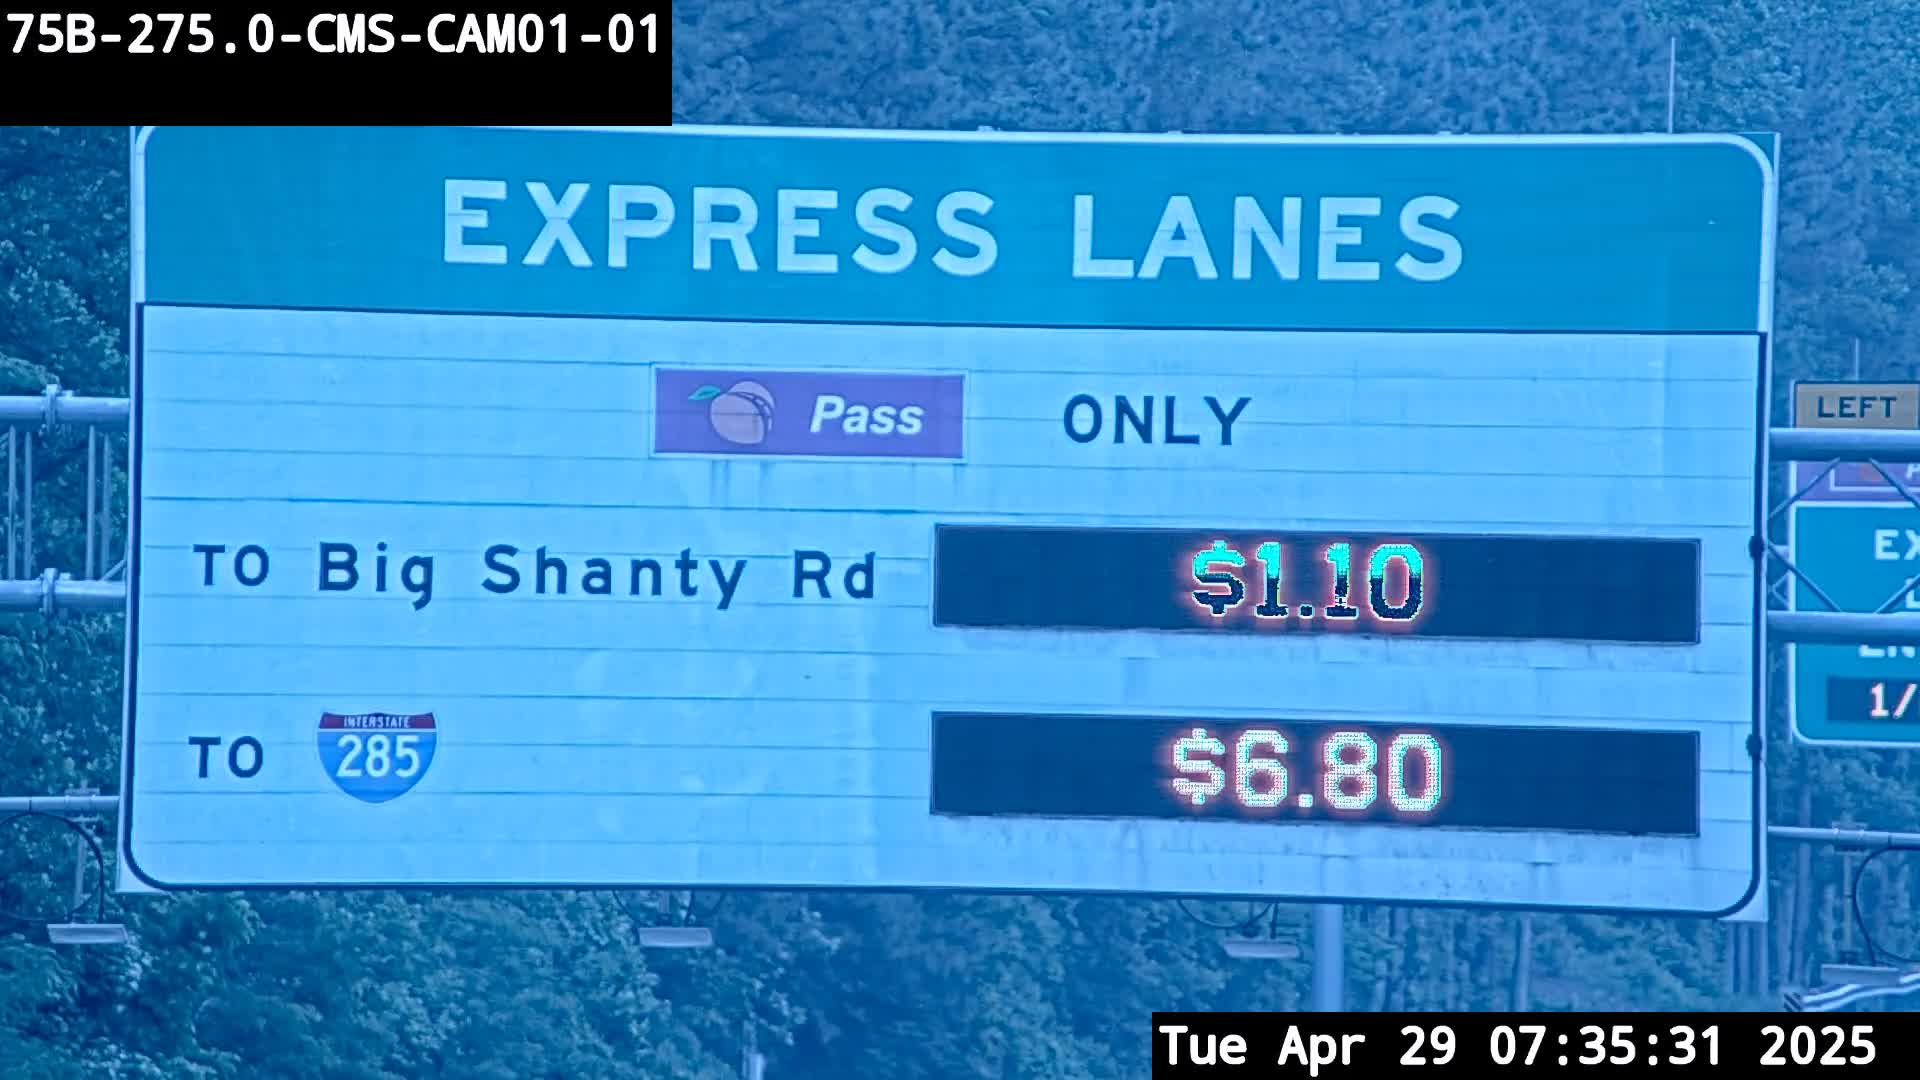 75B-275.0-CMS-CAM01-01
EXPRESS LANES
Pass ONLY
TO Big Shanty Rd $1.10
INTERSTATE
TO 285 $6.80
LEFT
1/
Tue Apr 29 07:35:31 2025